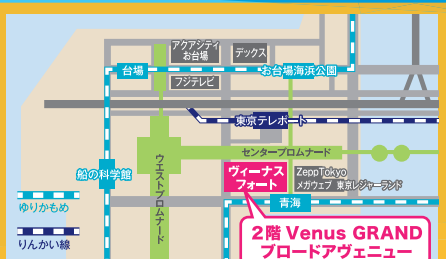 アクアシティ
お台場
デックス
台場
お台場海浜公園
フジテレビ
東京テレポート
センタープロムナード
船の科学館
ウエストプロムナード
ヴィーナス
フォート
ZeppTokyo
メガウェブ 東京レジャーランド
ゆりかもめ
青海
りんかい線
2階 Venus GRAND
ブロードアヴェニュー